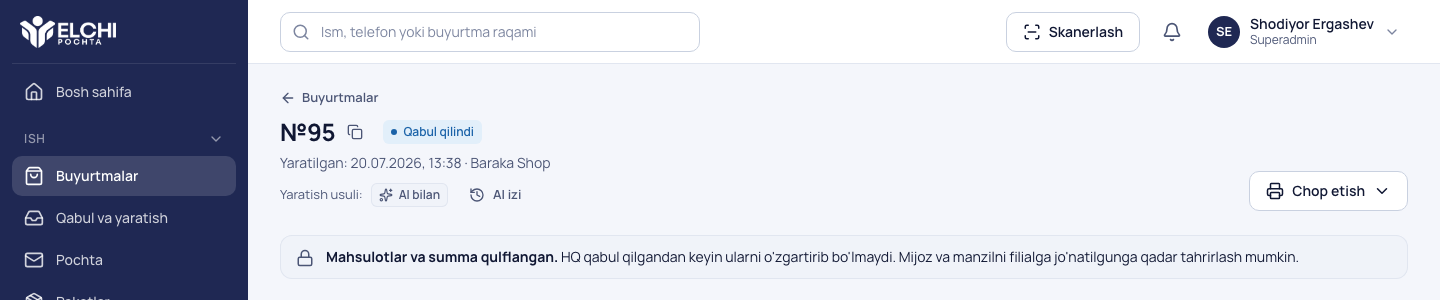 ELCHI
POCHTA
Ism, telefon yoki buyurtma raqami
Skanerlash
SE
Shodiyor Ergashev
Superadmin
Bosh sahifa
ISH
Buyurtmalar
Qabul va yaratish
Pochta
Buyurtmalar
№95
Qabul qilindi
Yaratilgan: 20.07.2026, 13:38 · Baraka Shop
Yaratish usuli: AI bilan AI izi
Chop etish
Mahsulotlar va summa qulflangan. HQ qabul qilgandan keyin ularni o'zgartirib bo'lmaydi. Mijoz va manzilni filialga jo'natilgunga qadar tahrirlash mumkin.